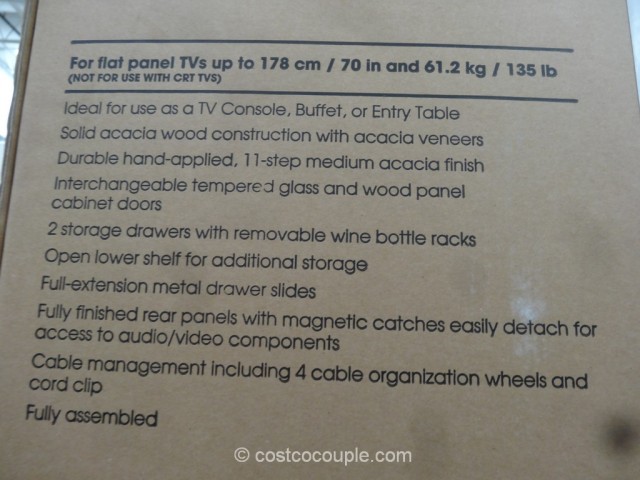 For flat panel TVs up to 178 cm / 70 in and 61.2 kg / 135 lb
(NOT FOR USE WITH CRT TVS)
Ideal for use as a TV Console, Buffet, or Entry Table
Solid acacia wood construction with acacia veneers
Durable hand-applied, 11-step medium acacia finish
Interchangeable tempered glass and wood panel
cabinet doors
2 storage drawers with removable wine bottle racks
Open lower shelf for additional storage
Full-extension metal drawer slides
Fully finished rear panels with magnetic catches easily detach for
access to audio/video components
Cable management including 4 cable organization wheels and
cord clip
Fully assembled
© costcocouple.com